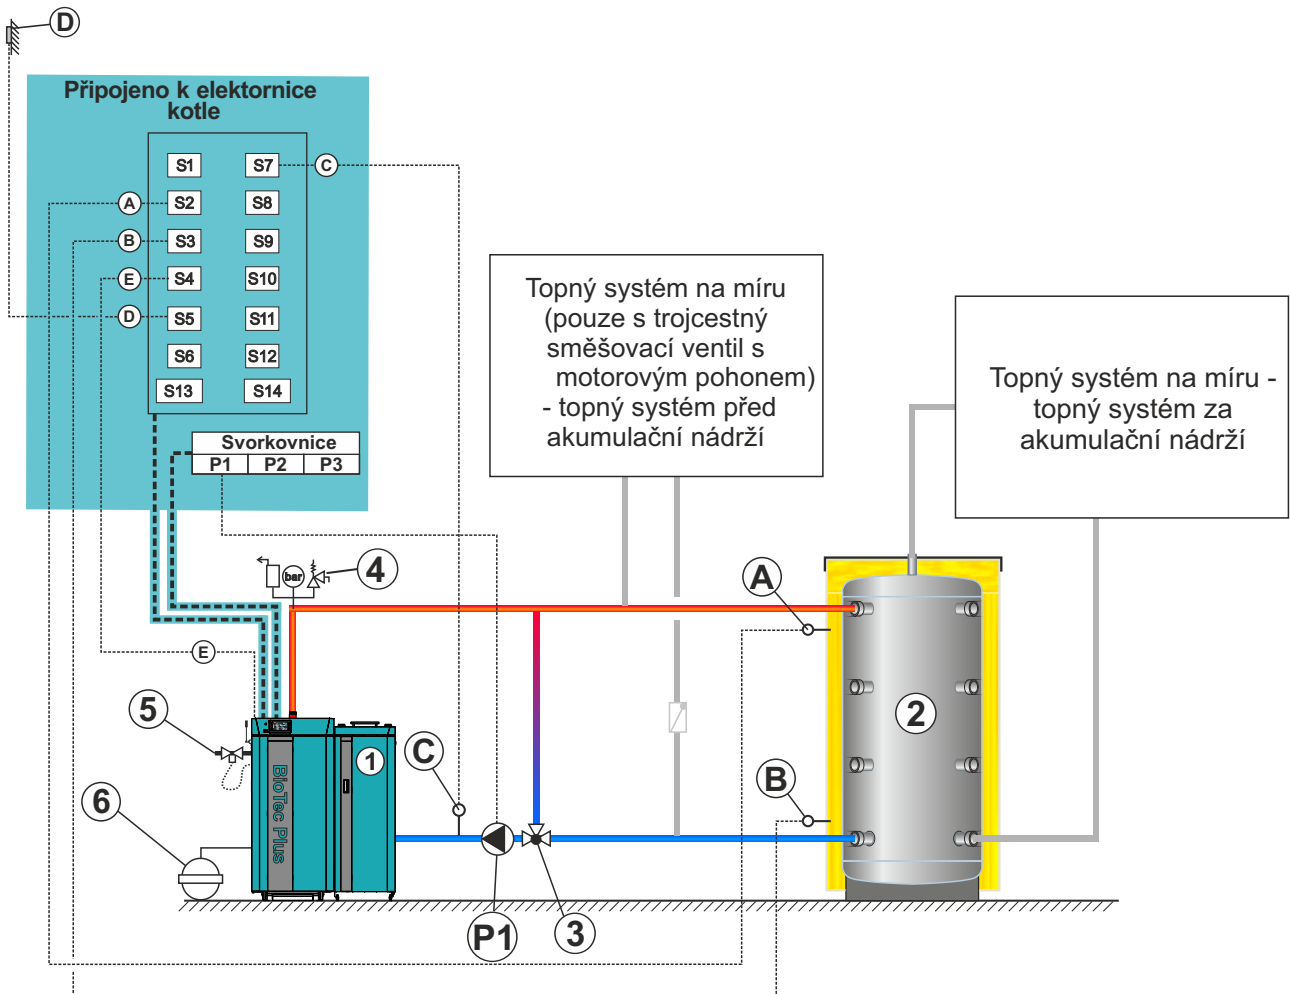 D
Připojeno k elektornice
kotle
S1
S7
C
A
S2
S8
B
S3
S9
E
S4
S10
D
S5
S11
S6
S12
S13
S14
Svorkovnice
P1
P2
P3
Topný systém na míru
(pouze s trojcestný
směšovací ventil s
motorovým pohonem)
- topný systém před
akumulační nádrží
Topný systém na míru -
topný systém za
akumulační nádrží
bar
4
A
E
5
1
2
C
B
6
BioTec Plus
P1
3